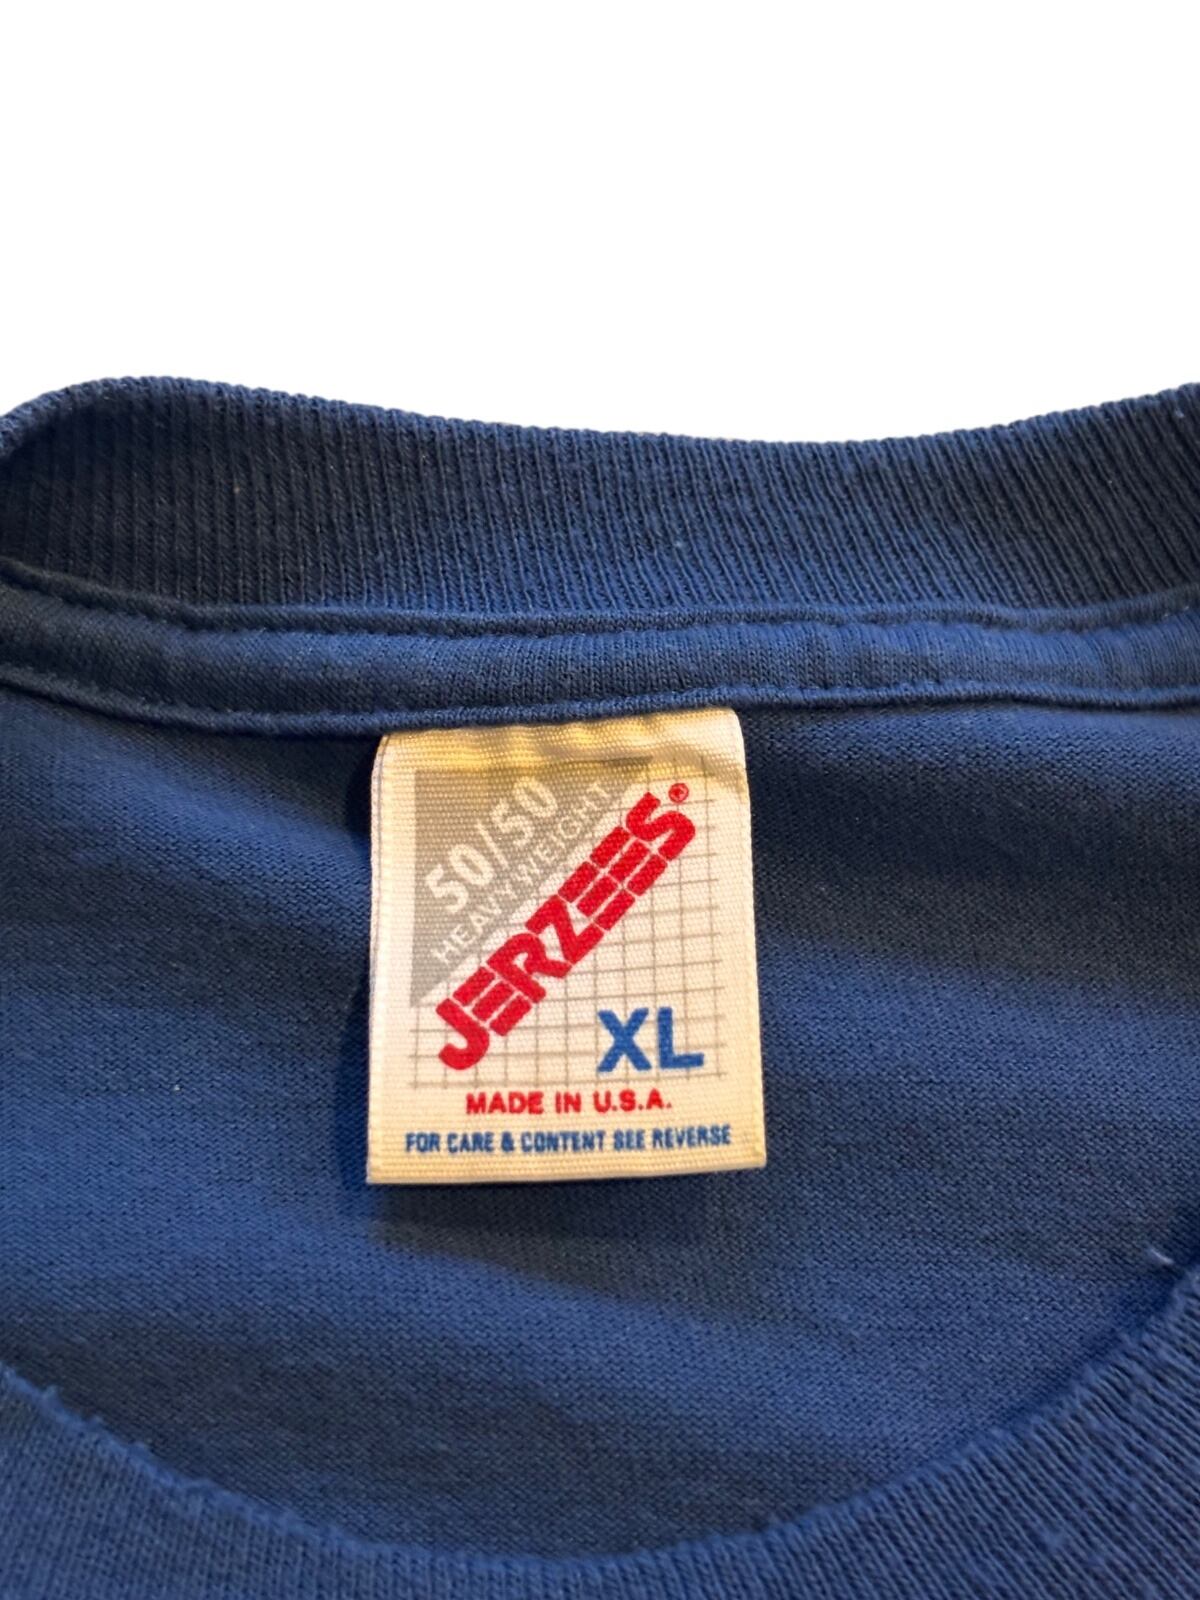 50/50
HEAVYWEIGHT
JERZEES®
XL
MADE IN U.S.A.
FOR CARE & CONTENT SEE REVERSE